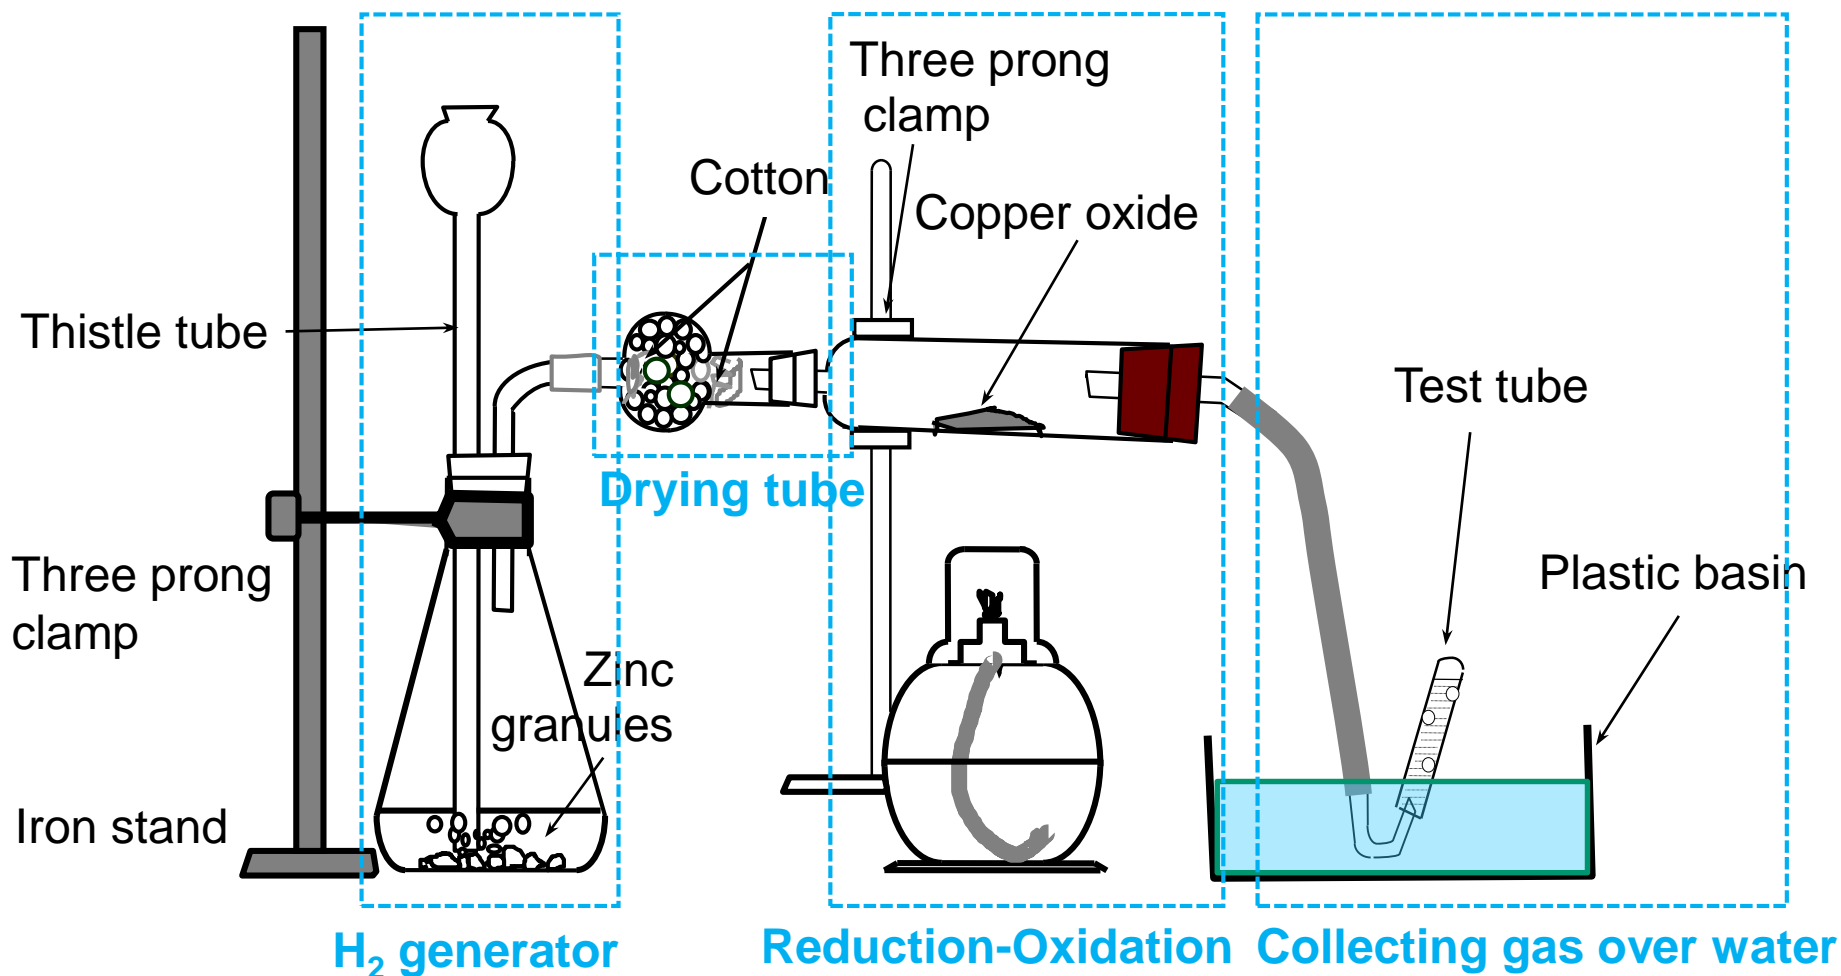 Three prong
clamp
Cotton
Copper oxide
Thistle tube
Test tube
Drying tube
Three prong
clamp
Plastic basin
Zinc
granules
Iron stand
H₂ generator
Reduction-Oxidation
Collecting gas over water